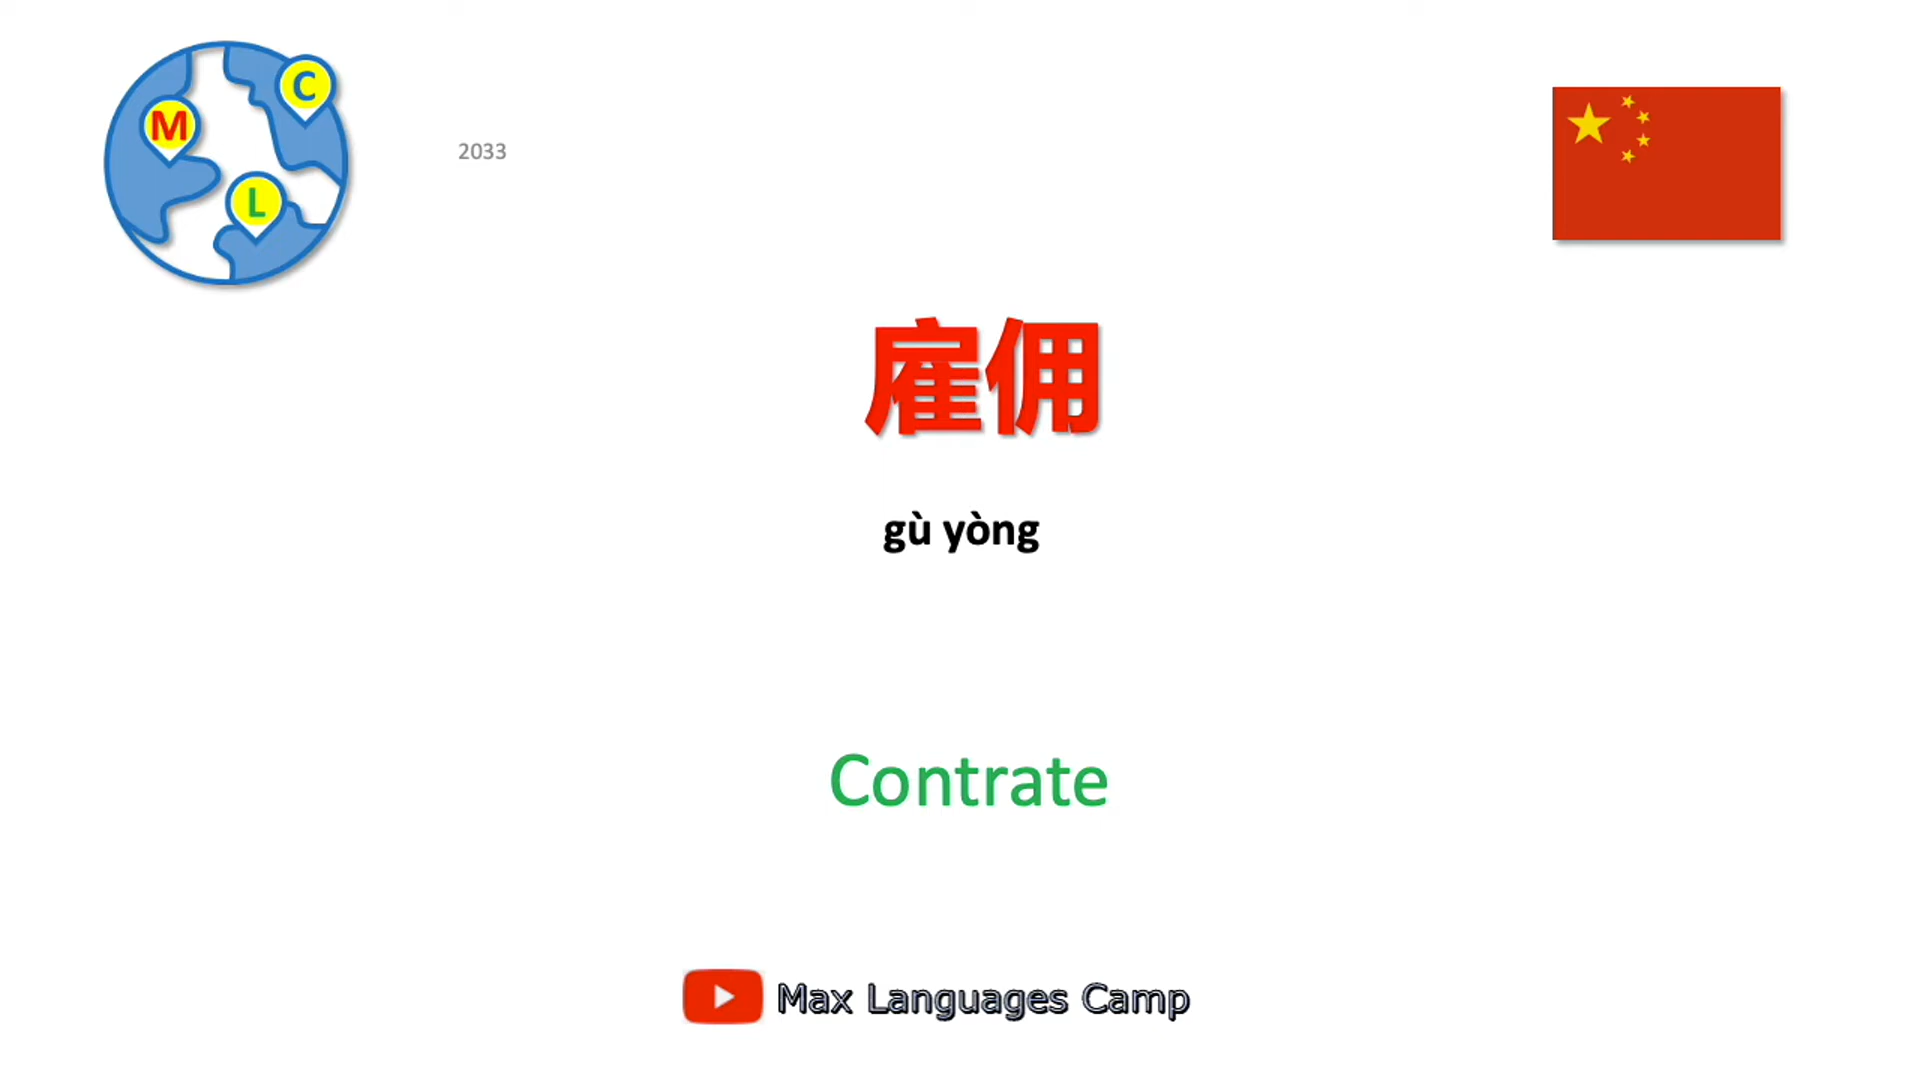 C
M
2033
L
雇佣
gù yòng
Contrate
Max Languages Camp